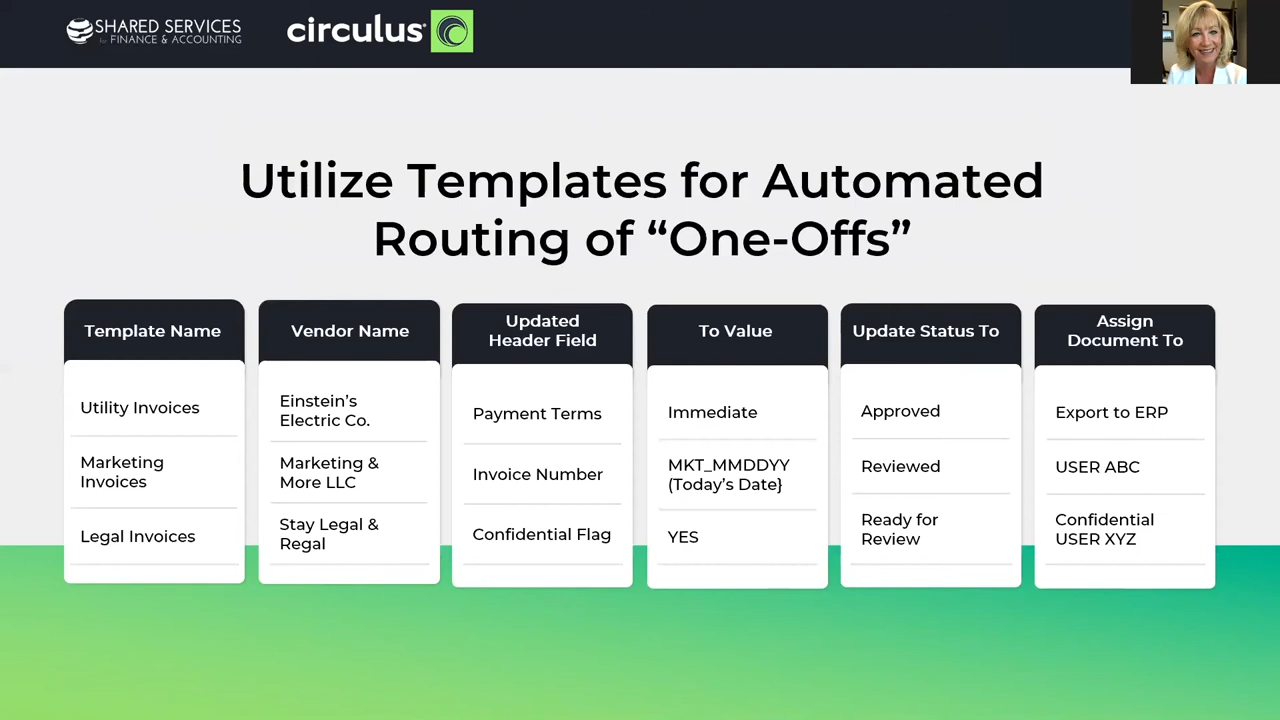 SHARED SERVICES
for FINANCE & ACCOUNTING
circulus
Utilize Templates for Automated
Routing of “One-Offs”
Template Name
Utility Invoices
Marketing
Invoices
Legal Invoices
Vendor Name
Einstein’s
Electric Co.
Marketing &
More LLC
Stay Legal &
Regal
Updated
Header Field
Payment Terms
Invoice Number
Confidential Flag
To Value
Immediate
MKT_MMDDYY
(Today’s Date}
YES
Update Status To
Approved
Reviewed
Ready for
Review
Assign
Document To
Export to ERP
USER ABC
Confidential
USER XYZ